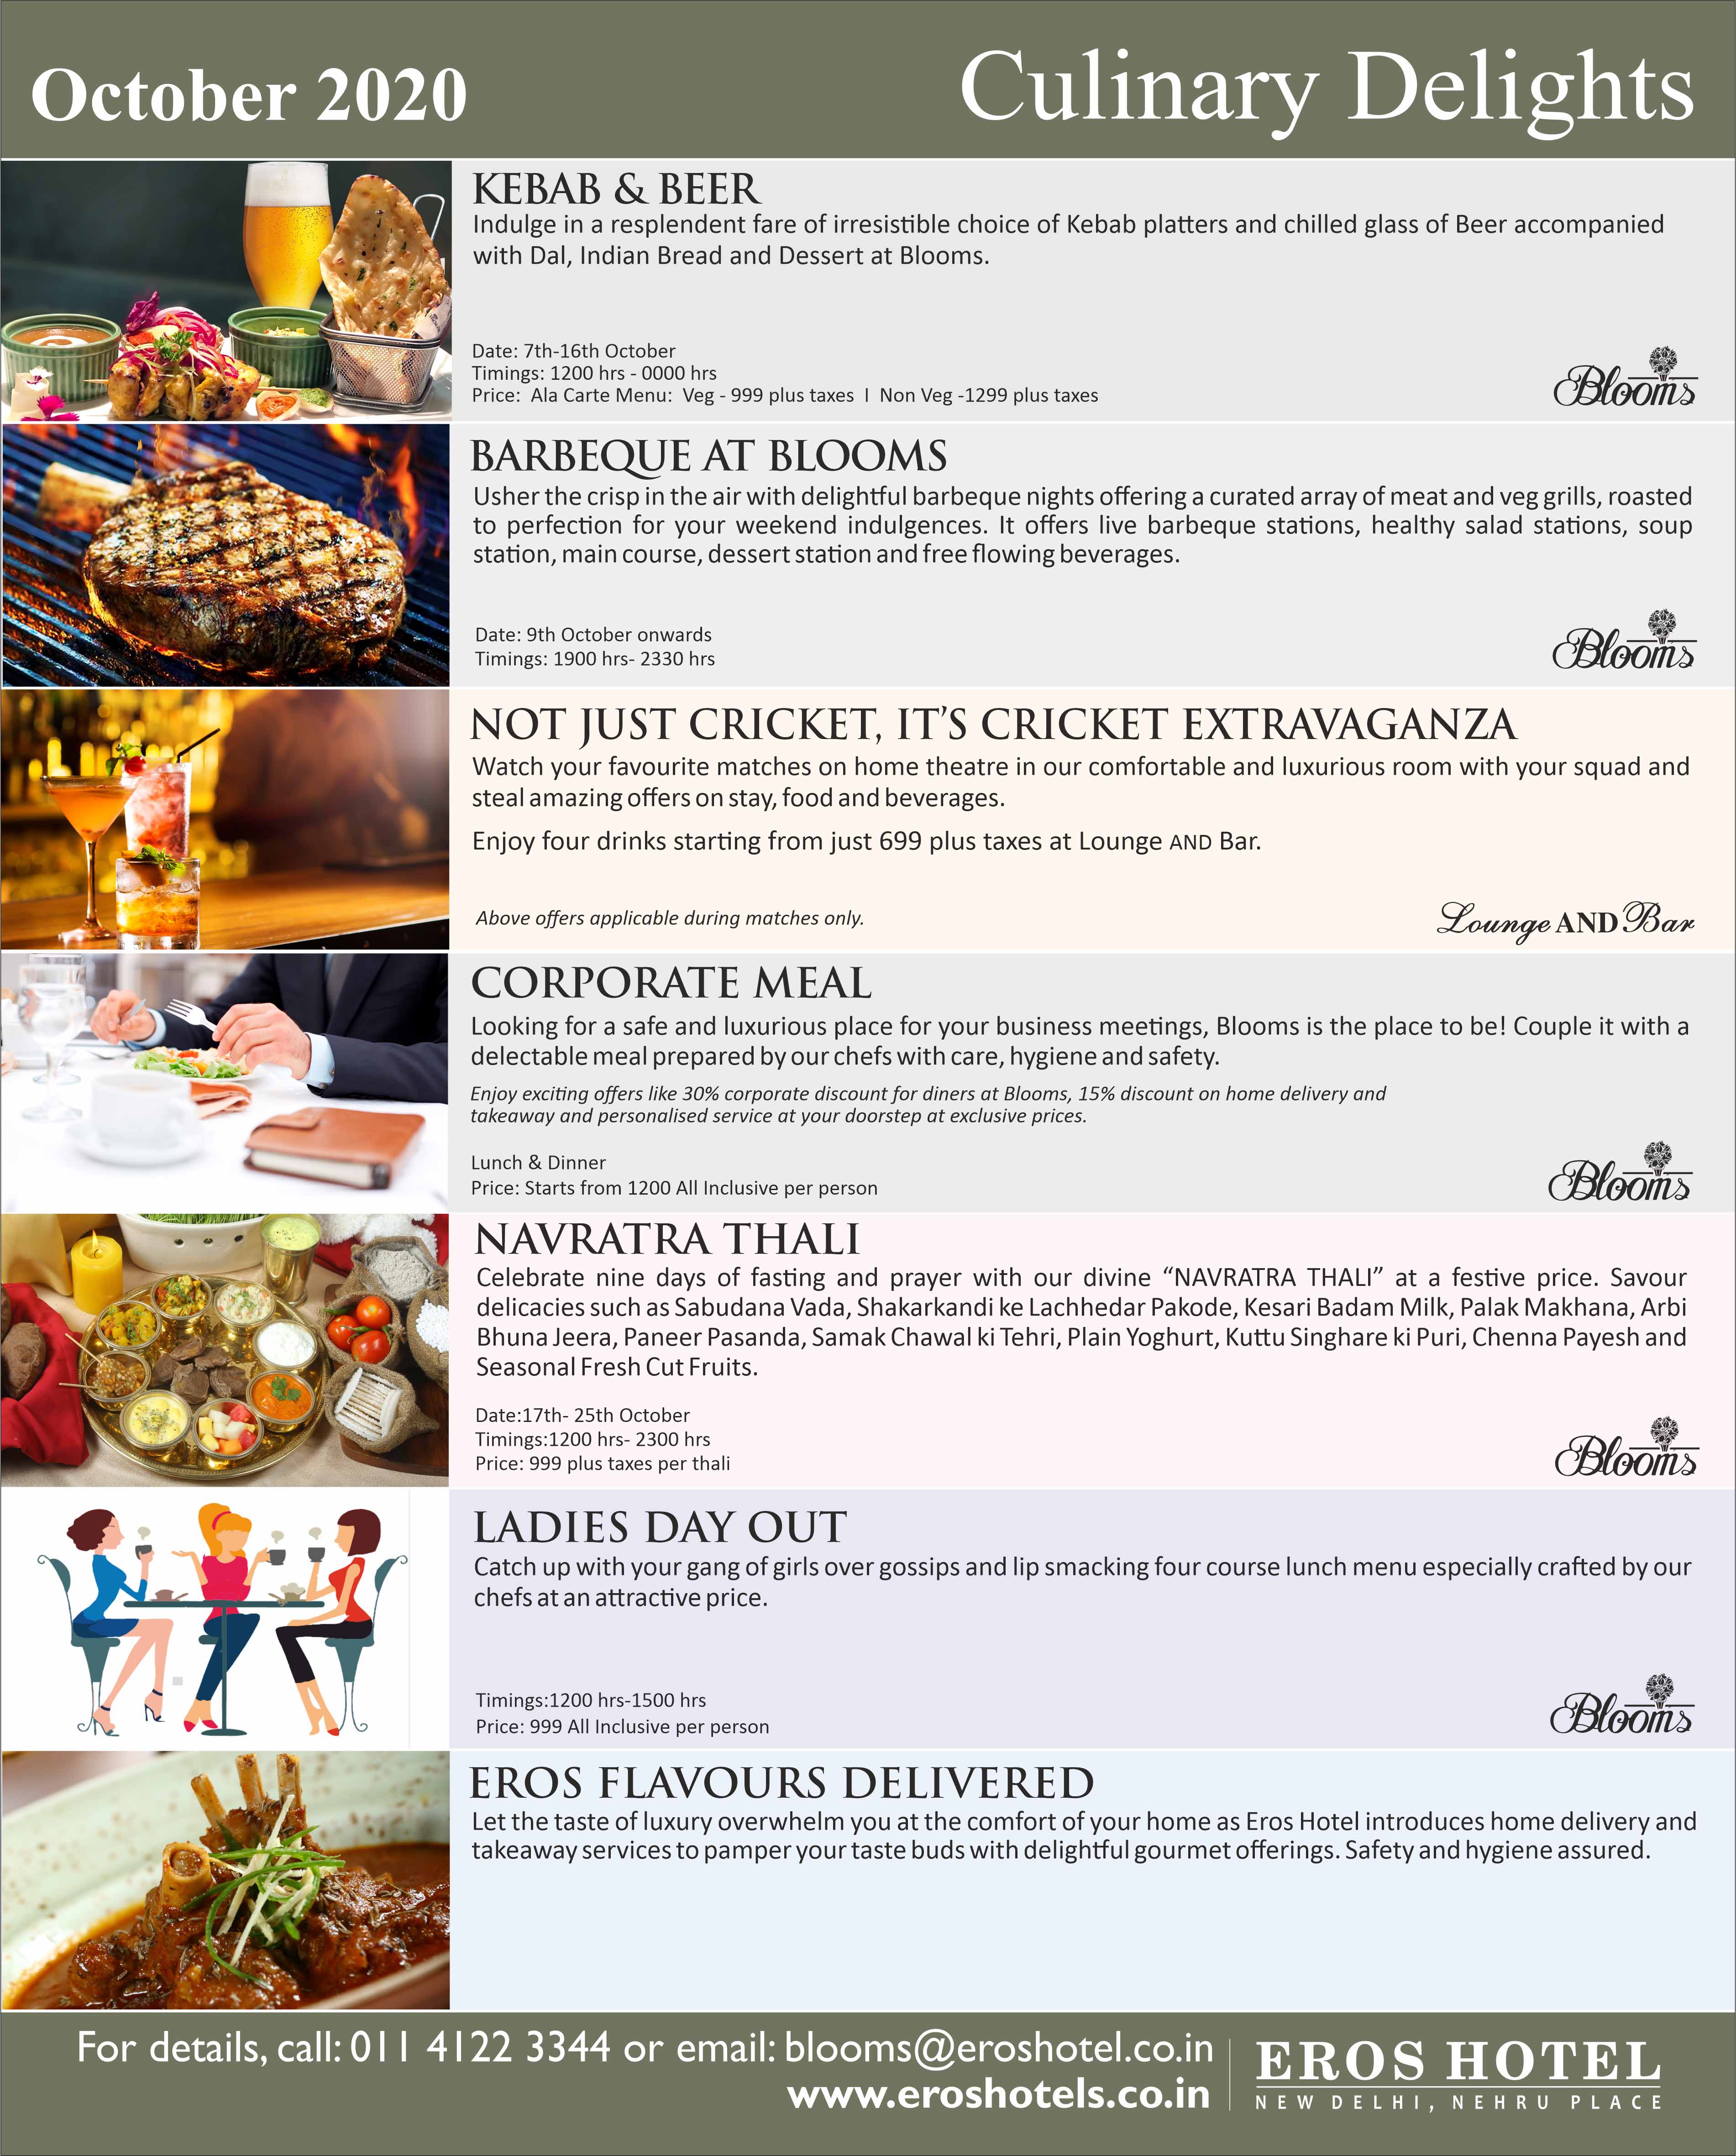 October 2020
Culinary Delights
KEBAB & BEER
Indulge in a resplendent fare of irresistible choice of Kebab platters and chilled glass of Beer accompanied
with Dal, Indian Bread and Dessert at Blooms.
Date: 7th-16th October
Timings: 1200 hrs - 0000 hrs
Price: Ala Carte Menu: Veg - 999 plus taxes I Non Veg -1299 plus taxes
Blooms
BARBEQUE AT BLOOMS
Usher the crisp in the air with delightful barbeque nights offering a curated array of meat and veg grills, roasted
to perfection for your weekend indulgences. It offers live barbeque stations, healthy salad stations, soup
station, main course, dessert station and free flowing beverages.
Date: 9th October onwards
Timings: 1900 hrs- 2330 hrs
Blooms
NOT JUST CRICKET, IT'S CRICKET EXTRAVAGANZA
Watch your favourite matches on home theatre in our comfortable and luxurious room with your squad and
steal amazing offers on stay, food and beverages.
Enjoy four drinks starting from just 699 plus taxes at Lounge AND Bar.
Above offers applicable during matches only.
Lounge AND Bar
CORPORATE MEAL
Looking for a safe and luxurious place for your business meetings, Blooms is the place to be! Couple it with a
delectable meal prepared by our chefs with care, hygiene and safety.
Enjoy exciting offers like 30% corporate discount for diners at Blooms, 15% discount on home delivery and
takeaway and personalised service at your doorstep at exclusive prices.
Lunch & Dinner
Price: Starts from 1200 All Inclusive per person
Blooms
NAVRATRA THALI
Celebrate nine days of fasting and prayer with our divine “NAVRATRA THALI” at a festive price. Savour
delicacies such as Sabudana Vada, Shakarkandi ke Lachhedar Pakode, Kesari Badam Milk, Palak Makhana, Arbi
Bhuna Jeera, Paneer Pasanda, Samak Chawal ki Tehri, Plain Yoghurt, Kuttu Singhare ki Puri, Chenna Payesh and
Seasonal Fresh Cut Fruits.
Date:17th- 25th October
Timings:1200 hrs- 2300 hrs
Price: 999 plus taxes per thali
Blooms
LADIES DAY OUT
Catch up with your gang of girls over gossips and lip smacking four course lunch menu especially crafted by our
chefs at an attractive price.
Timings:1200 hrs-1500 hrs
Price: 999 All Inclusive per person
Blooms
EROS FLAVOURS DELIVERED
Let the taste of luxury overwhelm you at the comfort of your home as Eros Hotel introduces home delivery and
takeaway services to pamper your taste buds with delightful gourmet offerings. Safety and hygiene assured.
For details, call: 011 4122 3344 or email: blooms@eroshotel.co.in
www.eroshotels.co.in
EROS HOTEL
NEW DELHI, NEHRU PLACE